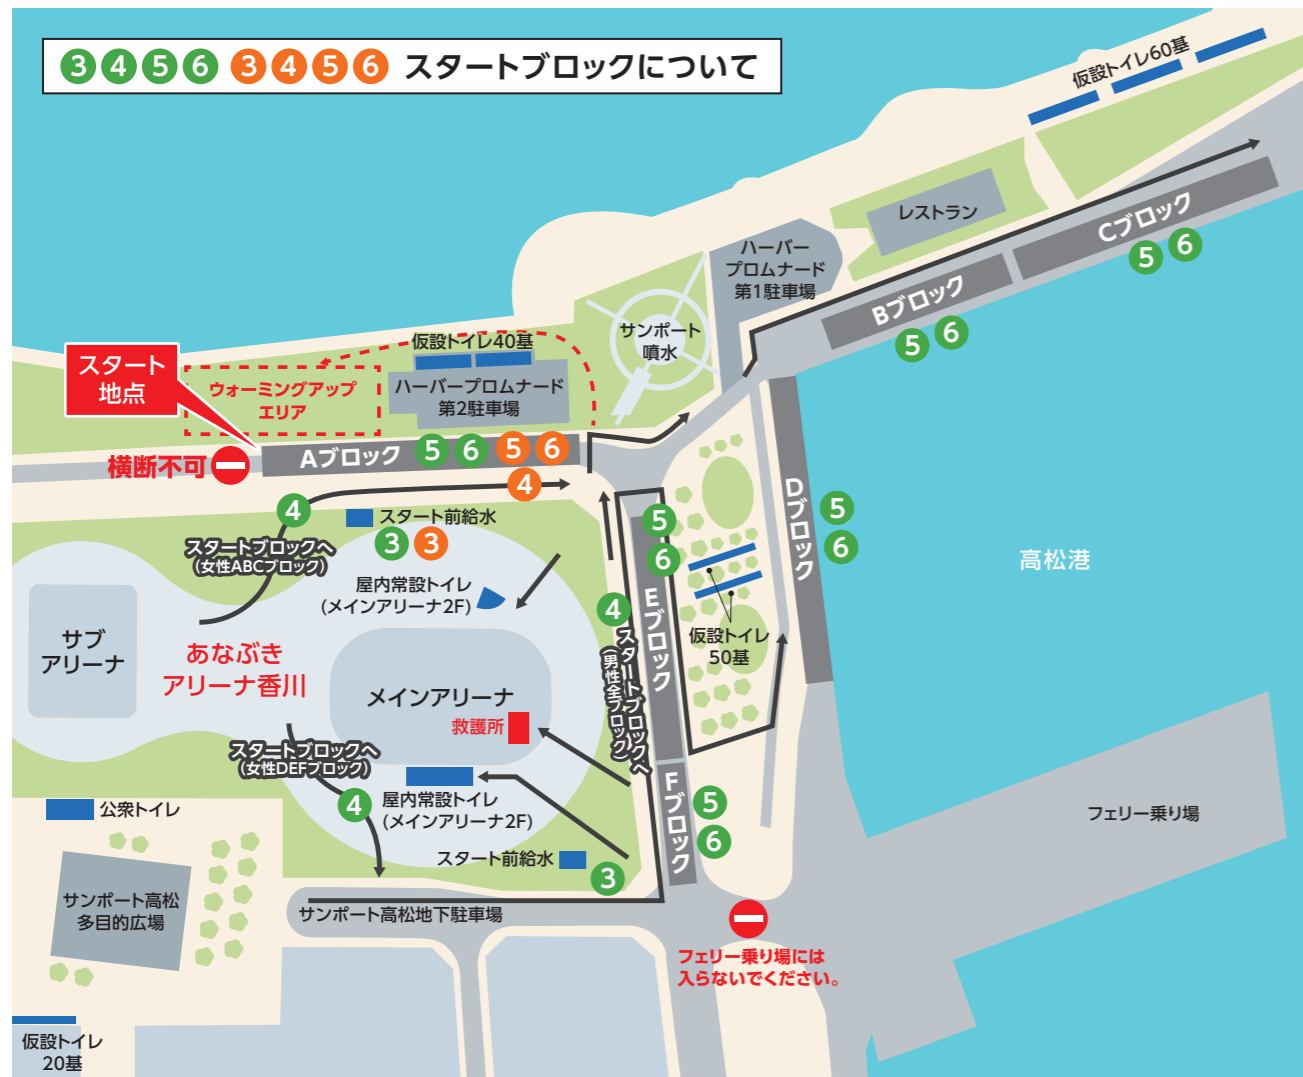 3 4 5 6 3 4 5 6 スタートブロックについて
仮設トイレ60基
レストラン
Cブロック
5 6
ハーバー
プロムナード
第1駐車場
Bブロック
5 6
サンポート
噴水
仮設トイレ40基
スタート
地点
ウォーミングアップ
エリア
ハーバープロムナード
第2駐車場
横断不可
Aブロック 5 6 5 6
4
4
スタートブロックへ
(女性ABCブロック)
スタート前給水
3 3
屋内常設トイレ
(メインアリーナ2F)
サブ
アリーナ
あなぶき
アリーナ香川
メインアリーナ
救護所
4
スタートブロックへ
(男性全ブロック)
5
6
Eブロック
仮設トイレ
50基
Dブロック
5
6
高松港
スタートブロックへ
(女性DEFブロック)
4
屋内常設トイレ
(メインアリーナ2F)
Fブロック
5
6
フェリー乗り場
公衆トイレ
スタート前給水
3
サンポート高松
多目的広場
サンポート高松地下駐車場
フェリー乗り場には
入らないでください。
仮設トイレ
20基